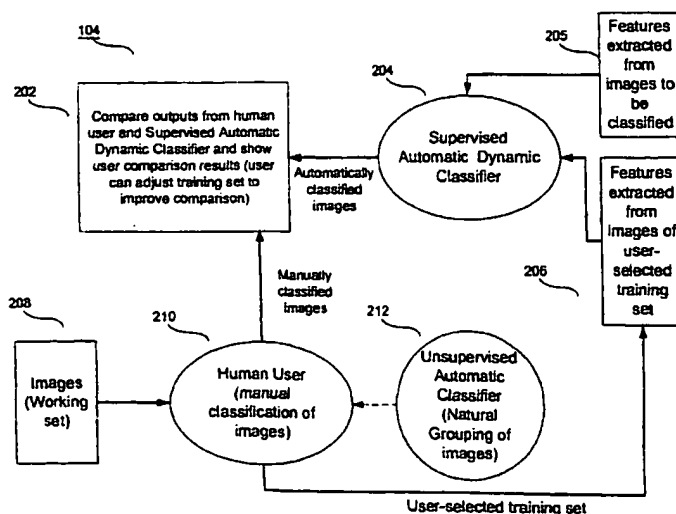 104
202
Compare outputs from human
user and Supervised Automatic
Dynamic Classifier and show
user comparison results (user
can adjust training set to
improve comparison)
204
Supervised
Automatic Dynamic
Classifier
205
Features
extracted
from
images to
be
classified
Automatically
classified
images
Features
extracted
from
Images of
user-
selected
training
set
206
Manually
classified
images
208
Images
(Working
set)
210
Human User
(manual
classification of
images)
212
Unsupervised
Automatic
Classifier
(Natural
Grouping of
images)
User-selected training set